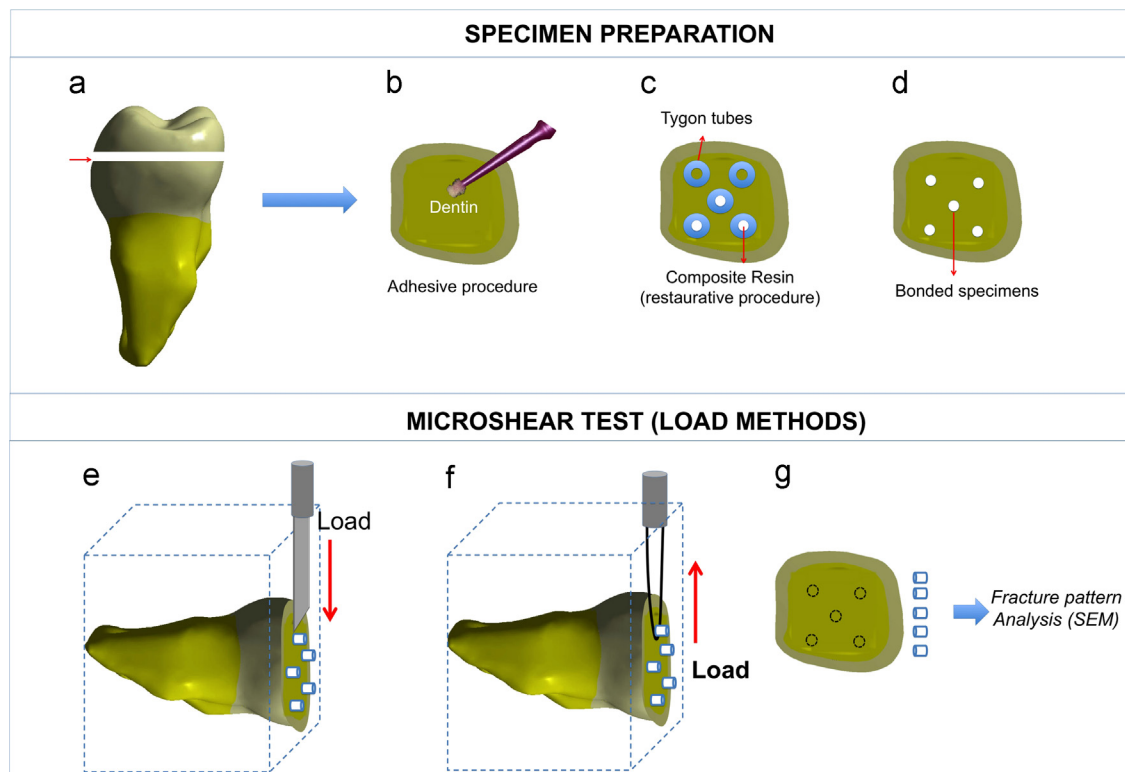 SPECIMEN PREPARATION
a
b
c
d
Tygon tubes
Dentin
Adhesive procedure
Composite Resin
(restaurative procedure)
Bonded specimens
MICROSHEAR TEST (LOAD METHODS)
e
f
g
Load
Load
Fracture pattern
Analysis (SEM)